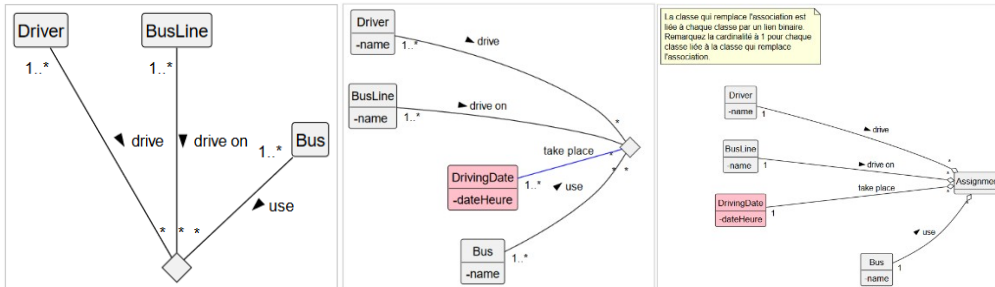 Driver
BusLine
1..*
1..*
drive
drive on
1..*
Bus
use
* * *
Driver
-name
1..*
drive
BusLine
-name
1..*
drive on
*
take place
*
DrivingDate
-dateHeure
1..*
* *
use
Bus
-name
1..*
La classe qui remplace l'association est
liée à chaque classe par un lien binaire.
Remarquez la cardinalité à 1 pour chaque
classe liée à la classe qui remplace
l'association.
Driver
-name
1
drive
BusLine
-name
1
drive on
take place
*
*
*
Assignment
DrivingDate
-dateHeure
1
use
*
Bus
-name
1